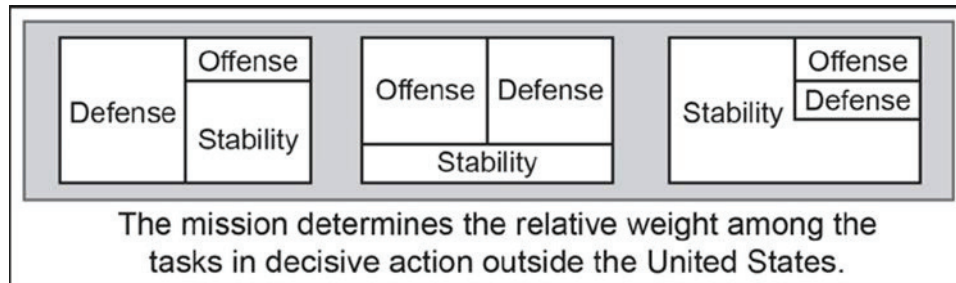 Defense
Offense
Stability
Offense
Defense
Stability
Stability
Offense
Defense
The mission determines the relative weight among the
tasks in decisive action outside the United States.